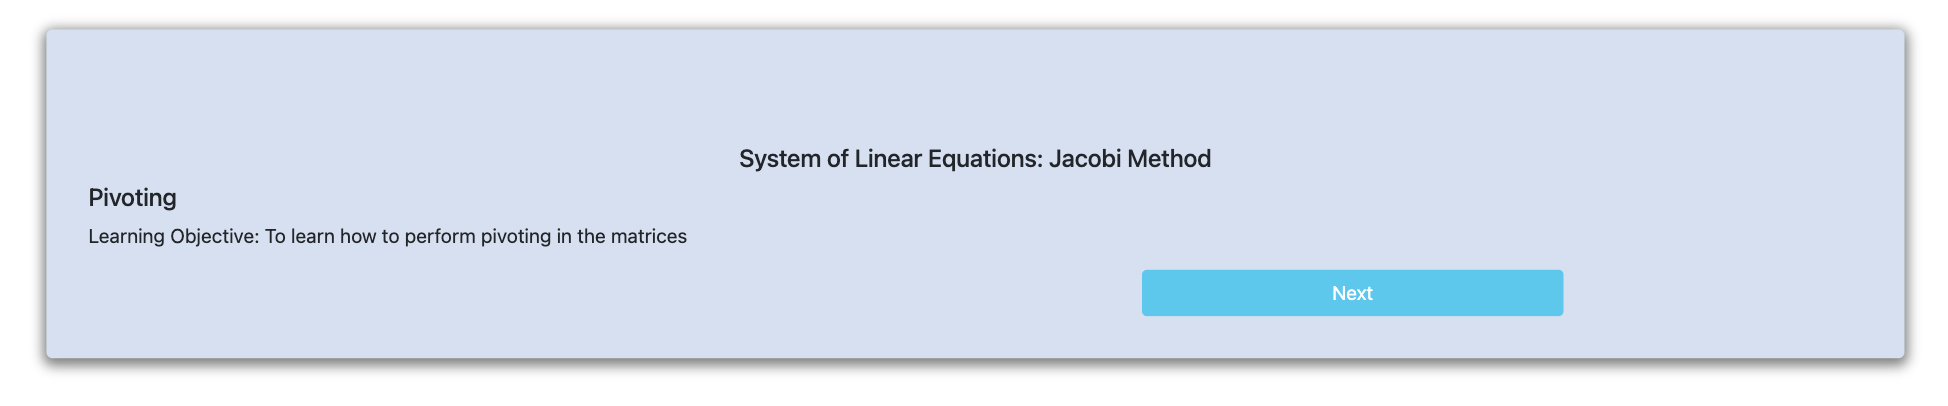 System of Linear Equations: Jacobi Method
Pivoting
Learning Objective: To learn how to perform pivoting in the matrices
Next